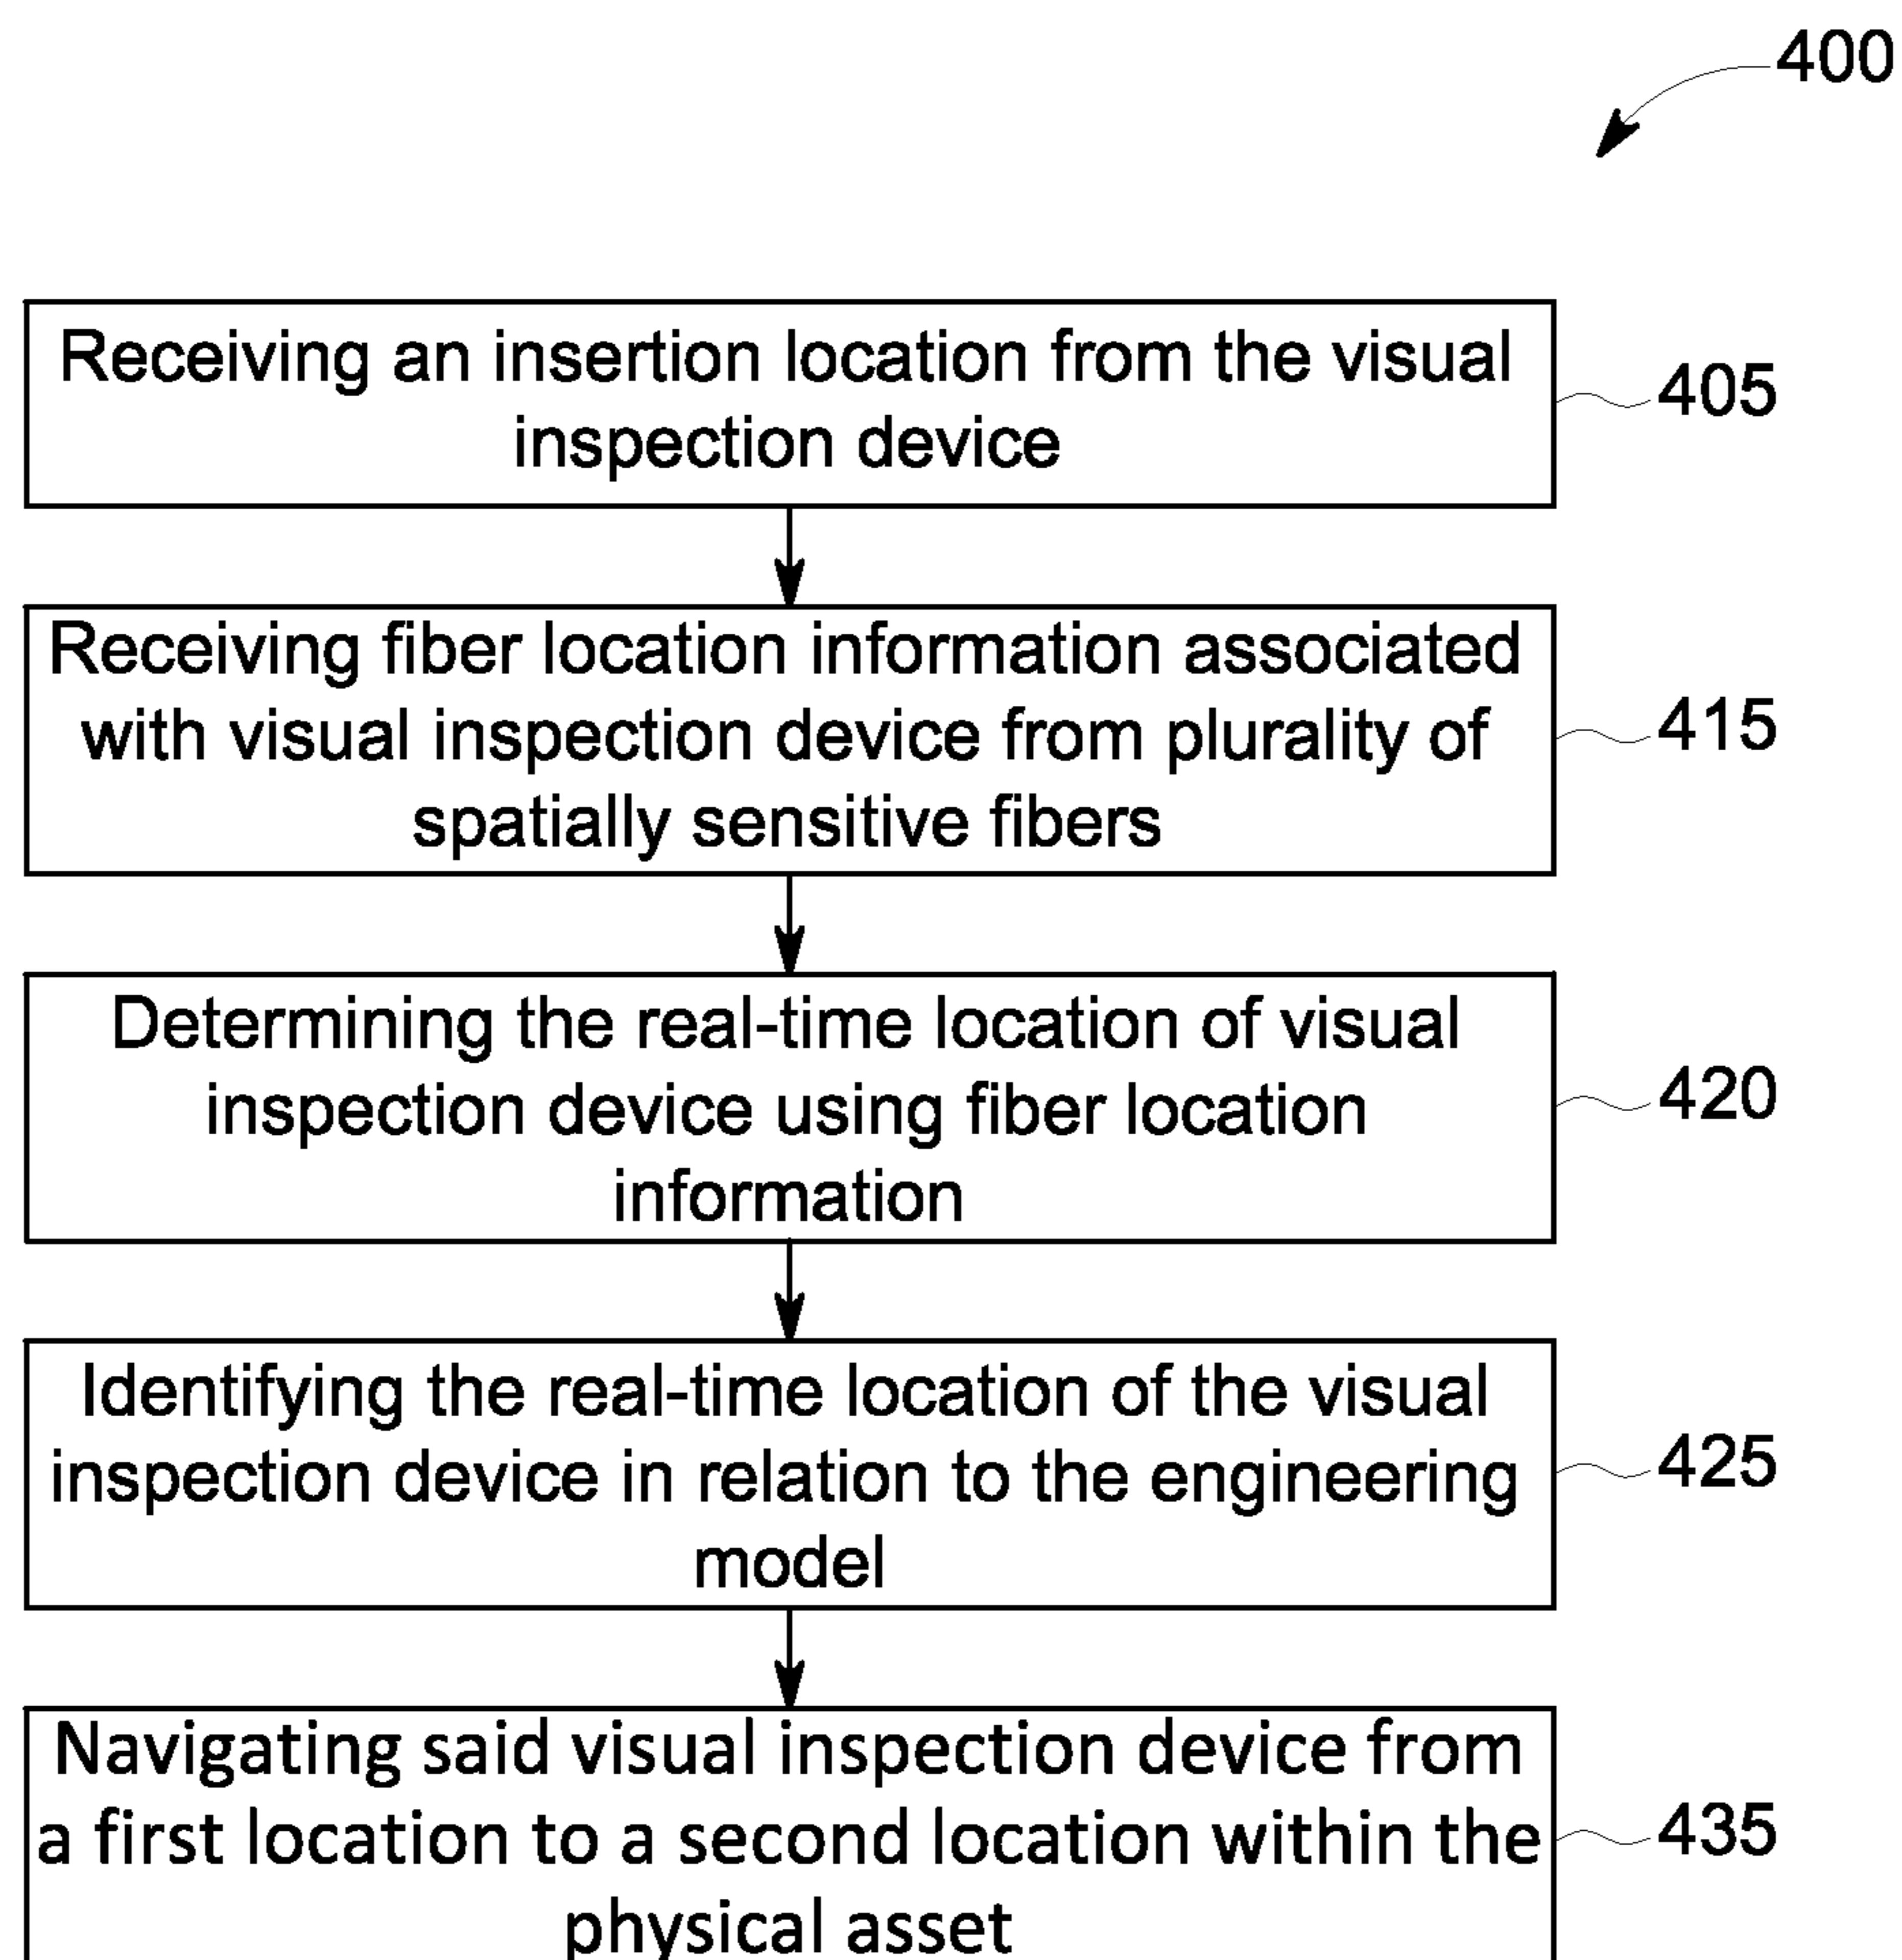 400
Receiving an insertion location from the visual
inspection device
405
Receiving fiber location information associated
with visual inspection device from plurality of
spatially sensitive fibers
415
Determining the real-time location of visual
inspection device using fiber location
information
420
Identifying the real-time location of the visual
inspection device in relation to the engineering
model
425
Navigating said visual inspection device from
a first location to a second location within the
physical asset
435